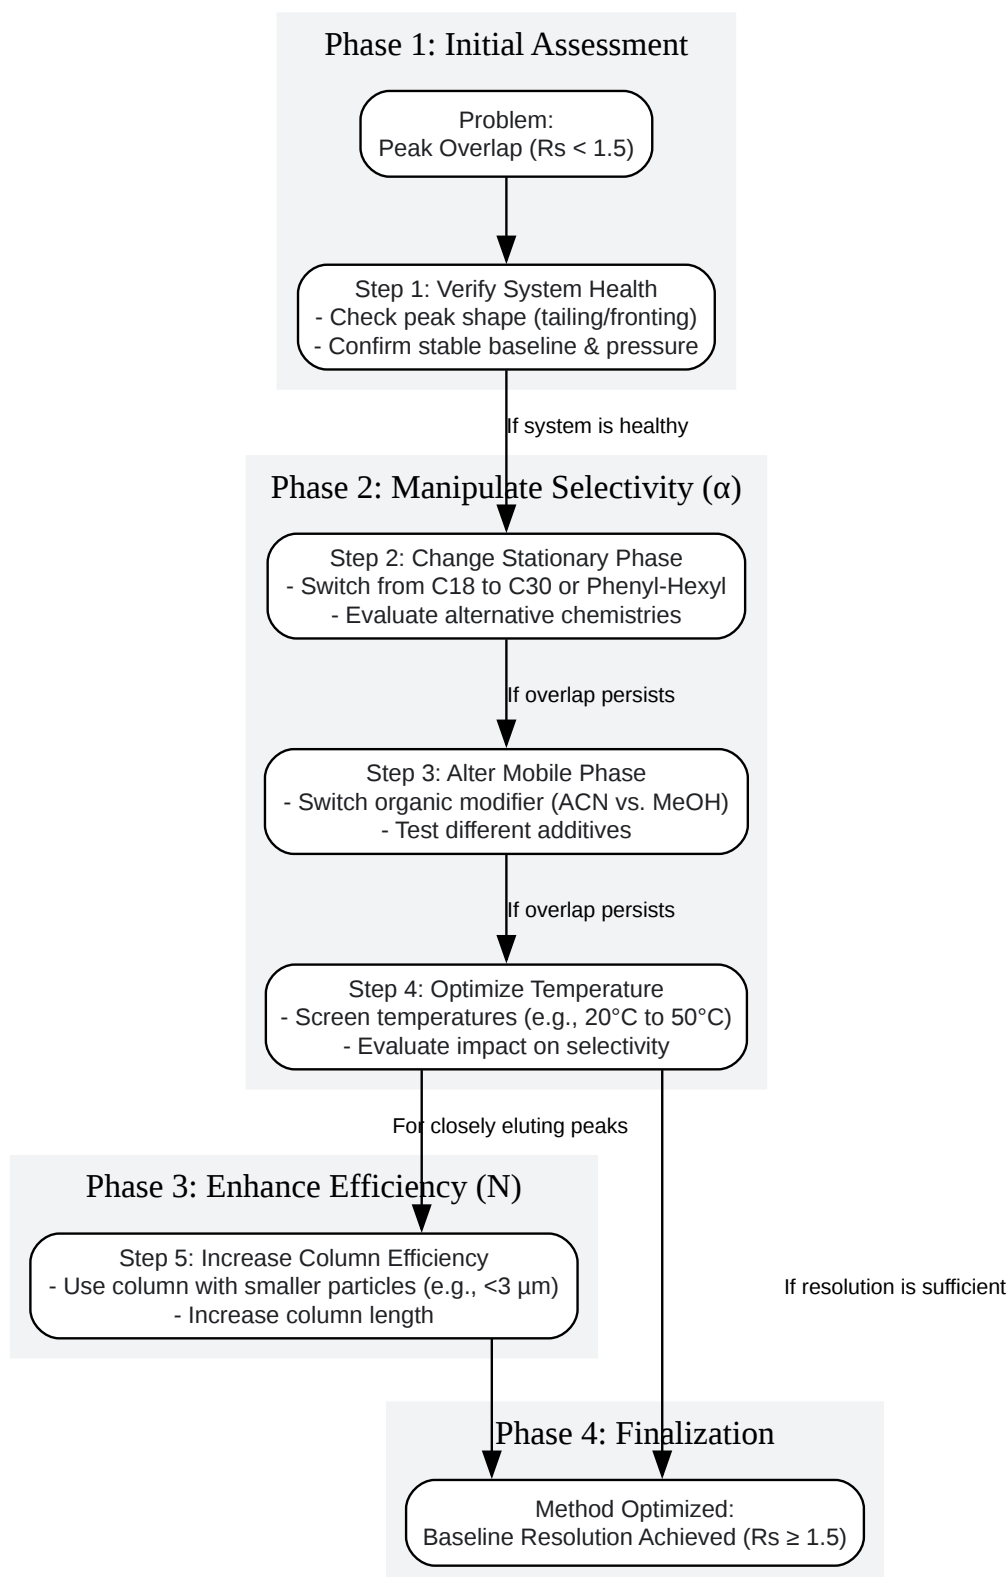 Phase 1: Initial Assessment
Problem:
Peak Overlap (Rs < 1.5)
Step 1: Verify System Health
- Check peak shape (tailing/fronting)
- Confirm stable baseline & pressure
If system is healthy
Phase 2: Manipulate Selectivity (α)
Step 2: Change Stationary Phase
- Switch from C18 to C30 or Phenyl-Hexyl
- Evaluate alternative chemistries
If overlap persists
Step 3: Alter Mobile Phase
- Switch organic modifier (ACN vs. MeOH)
- Test different additives
If overlap persists
Step 4: Optimize Temperature
- Screen temperatures (e.g., 20°C to 50°C)
- Evaluate impact on selectivity
For closely eluting peaks
Phase 3: Enhance Efficiency (N)
Step 5: Increase Column Efficiency
- Use column with smaller particles (e.g., <3 µm)
- Increase column length
If resolution is sufficient
Phase 4: Finalization
Method Optimized:
Baseline Resolution Achieved (Rs ≥ 1.5)